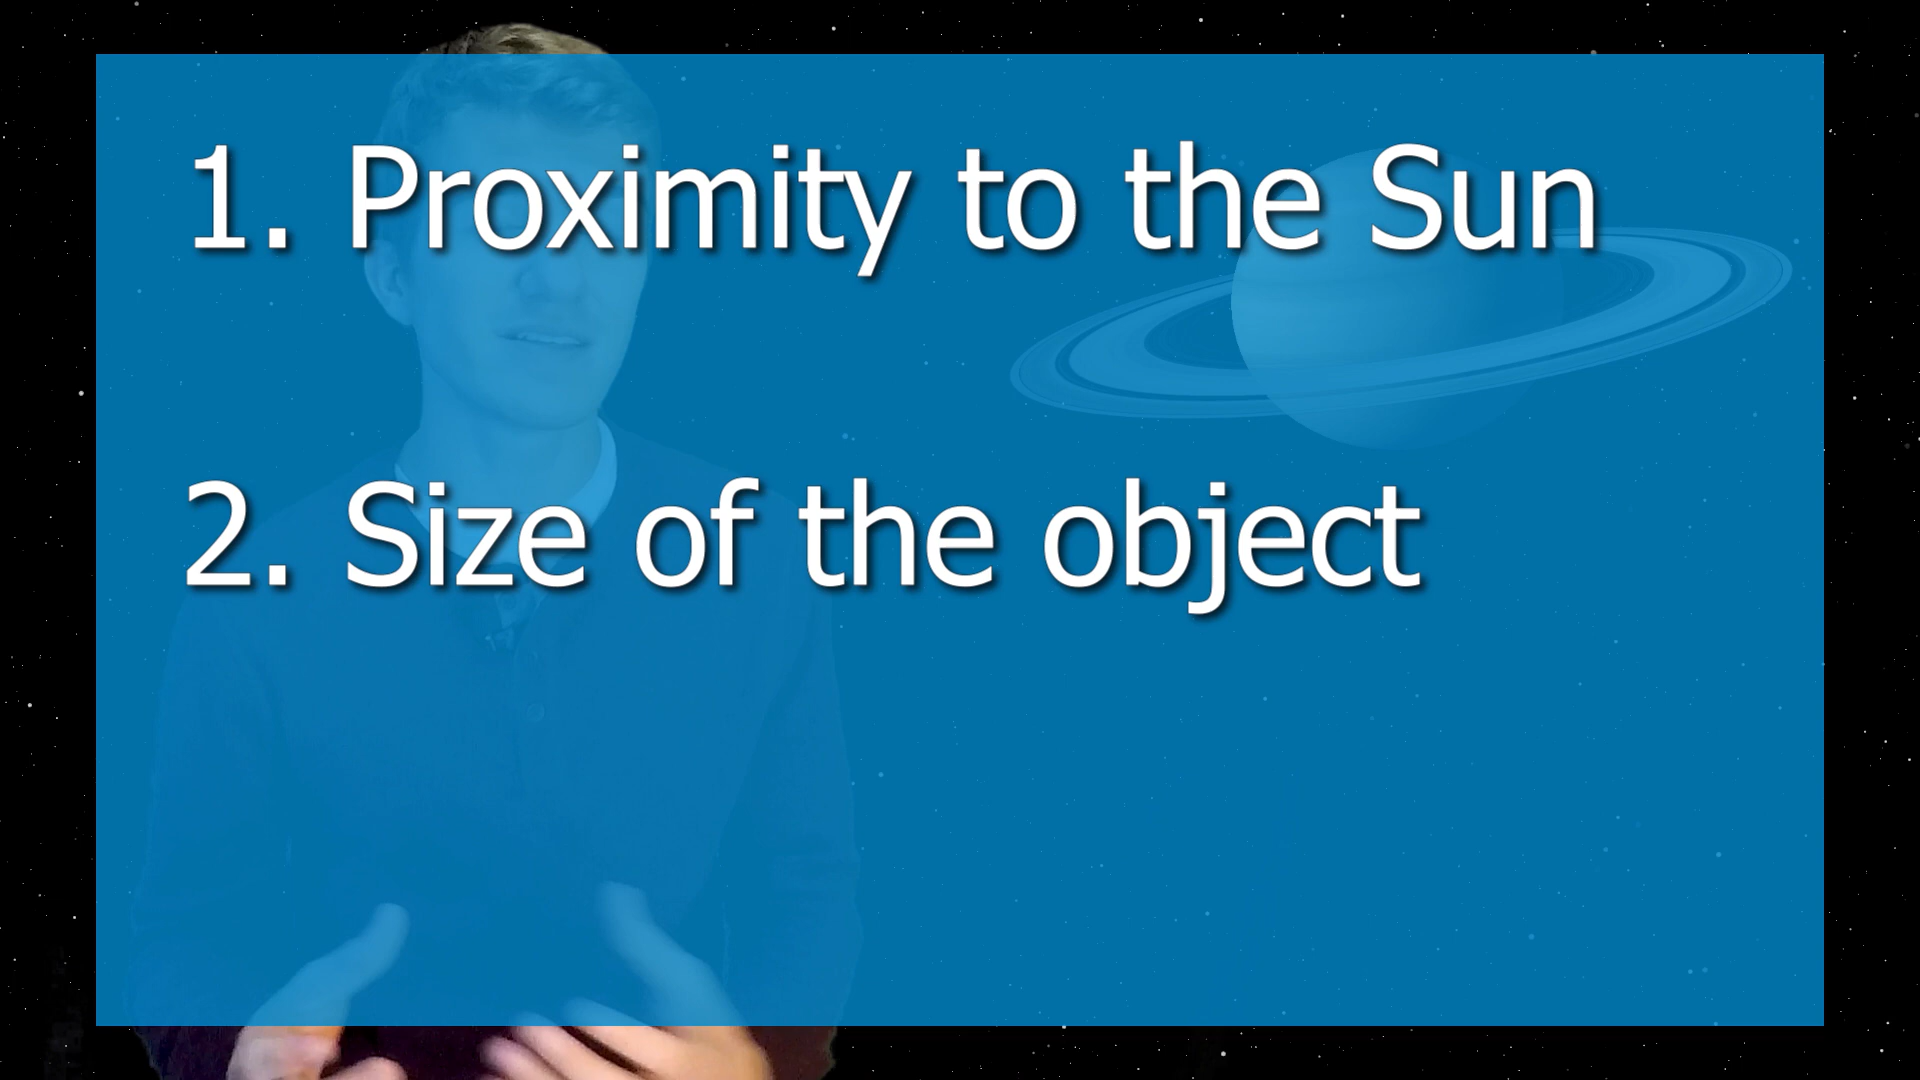 1. Proximity to the Sun
2. Size of the object